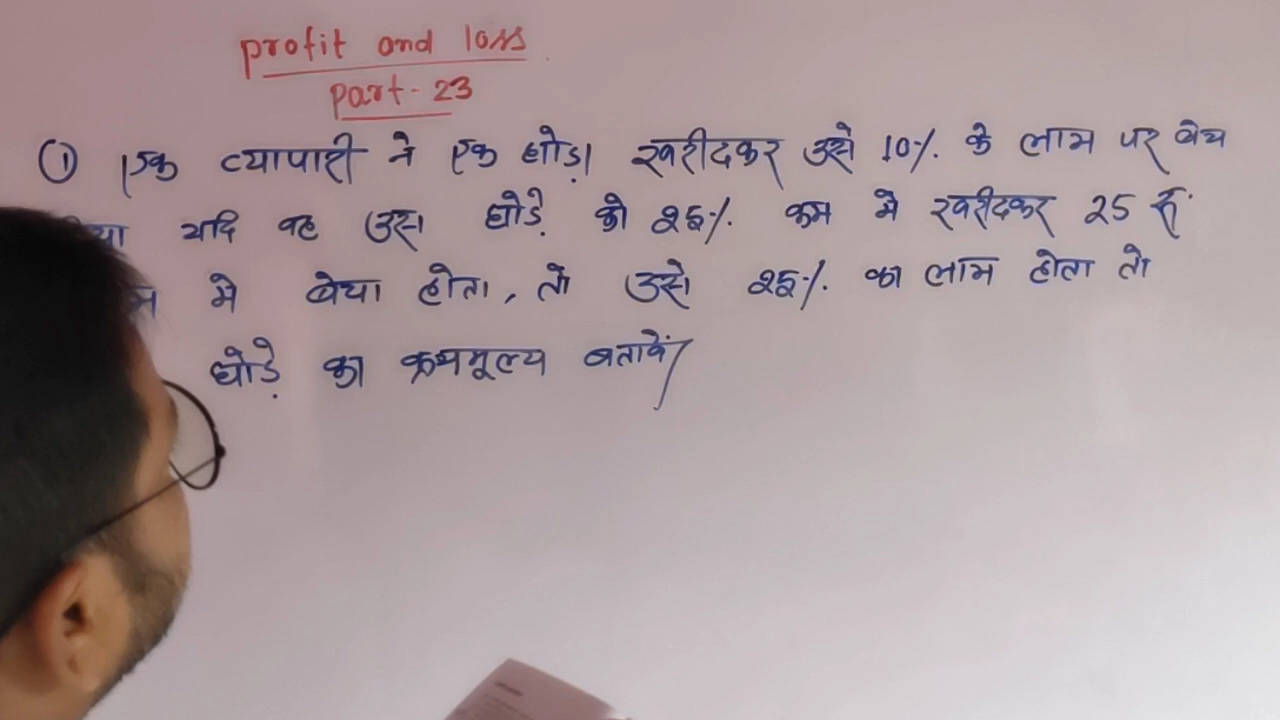 profit and loss
part - 23
① एक व्यापारी ने एक घोड़ा खरीदकर उसे 10% के लाभ पर बेच
यदि वह उस घोड़े को 25% कम मे खरीदकर 25 रू.
मे बेचा होता, तो उसे 25% का लाभ होता तो
घोड़े का क्रयमूल्य बतावें